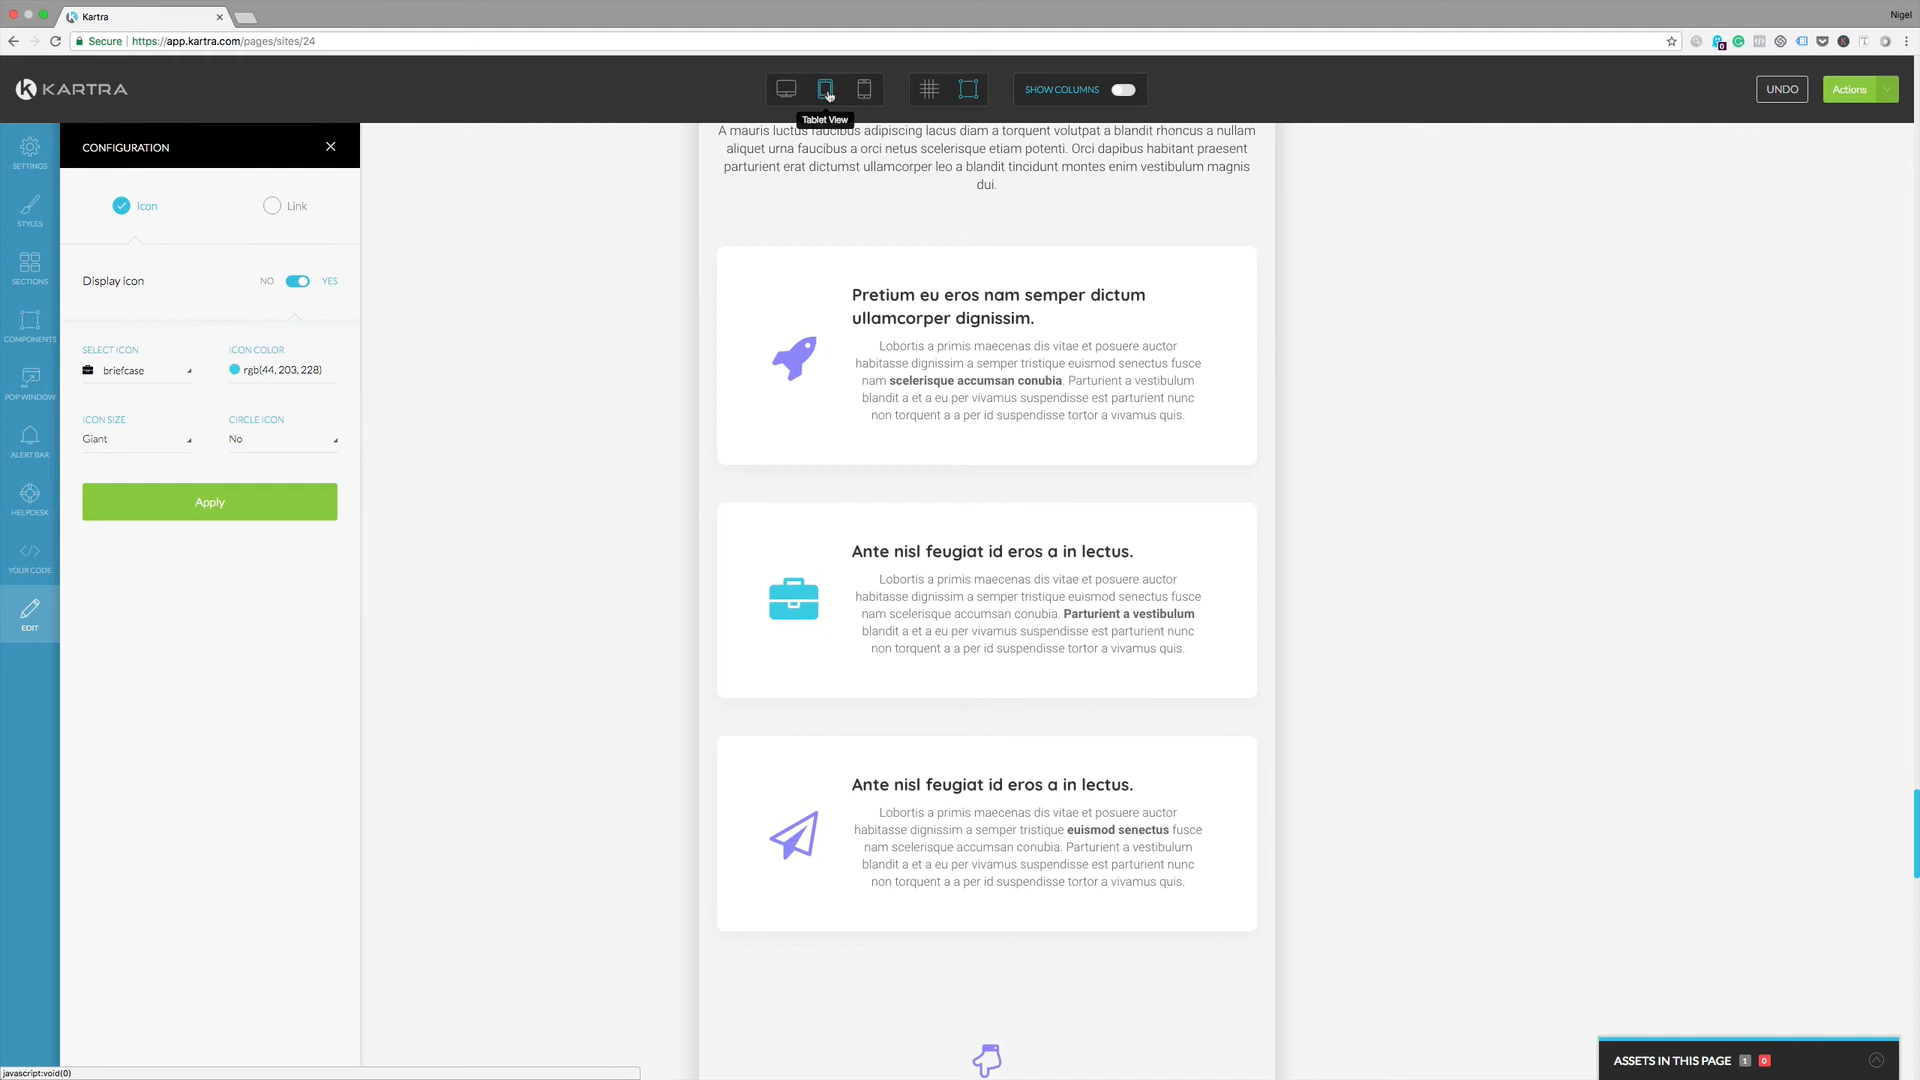 Kartra
Nigel
Secure https://app.kartra.com/pages/sites/24
KARTRA
SHOW COLUMNS
UNDO
Actions
Tablet View
CONFIGURATION
Icon
Link
Display icon
NO
YES
SELECT ICON
ICON COLOR
briefcase
rgb(44, 203, 228)
ICON SIZE
CIRCLE ICON
Giant
No
Apply
SETTINGS
STYLES
SECTIONS
COMPONENTS
POP WINDOW
ALERT BAR
HELPDESK
YOUR CODE
EDIT
A mauris luctus faucibus adipiscing lacus diam a torquent volutpat a blandit rhoncus a nullam
aliquet urna faucibus a orci netus scelerisque etiam potenti. Orci dapibus habitant praesent
parturient erat dictumst ullamcorper leo a blandit tincidunt montes enim vestibulum magnis
dui.
Pretium eu eros nam semper dictum
ullamcorper dignissim.
Lobortis a primis maecenas dis vitae et posuere auctor
habitasse dignissim a semper tristique euismod senectus fusce
nam scelerisque accumsan conubia. Parturient a vestibulum
blandit a et a eu per vivamus suspendisse est parturient nunc
non torquent a a per id suspendisse tortor a vivamus quis.
Ante nisl feugiat id eros a in lectus.
Lobortis a primis maecenas dis vitae et posuere auctor
habitasse dignissim a semper tristique euismod senectus fusce
nam scelerisque accumsan conubia. Parturient a vestibulum
blandit a et a eu per vivamus suspendisse est parturient nunc
non torquent a a per id suspendisse tortor a vivamus quis.
Ante nisl feugiat id eros a in lectus.
Lobortis a primis maecenas dis vitae et posuere auctor
habitasse dignissim a semper tristique euismod senectus fusce
nam scelerisque accumsan conubia. Parturient a vestibulum
blandit a et a eu per vivamus suspendisse est parturient nunc
non torquent a a per id suspendisse tortor a vivamus quis.
ASSETS IN THIS PAGE 1 0
javascript:void(0)